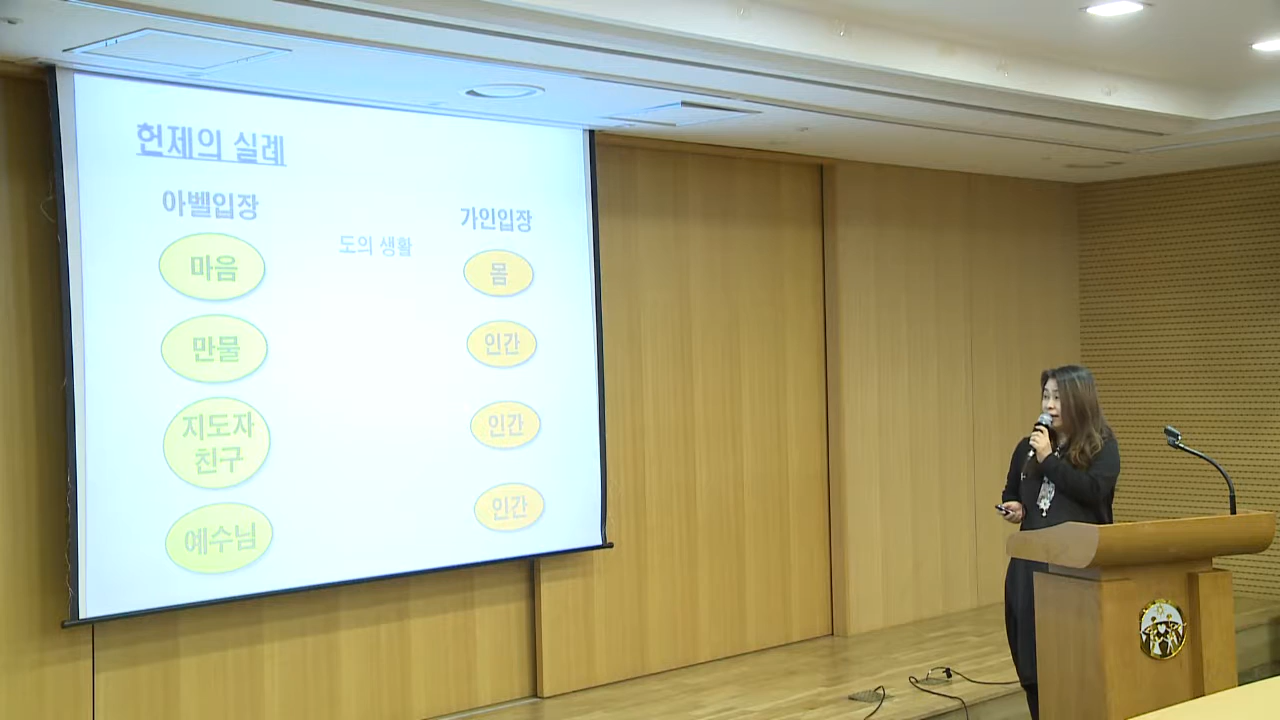 헌제의 실례
아벨입장
가인입장
도의 생활
마음
몸
만물
인간
지도자
친구
인간
예수님
인간